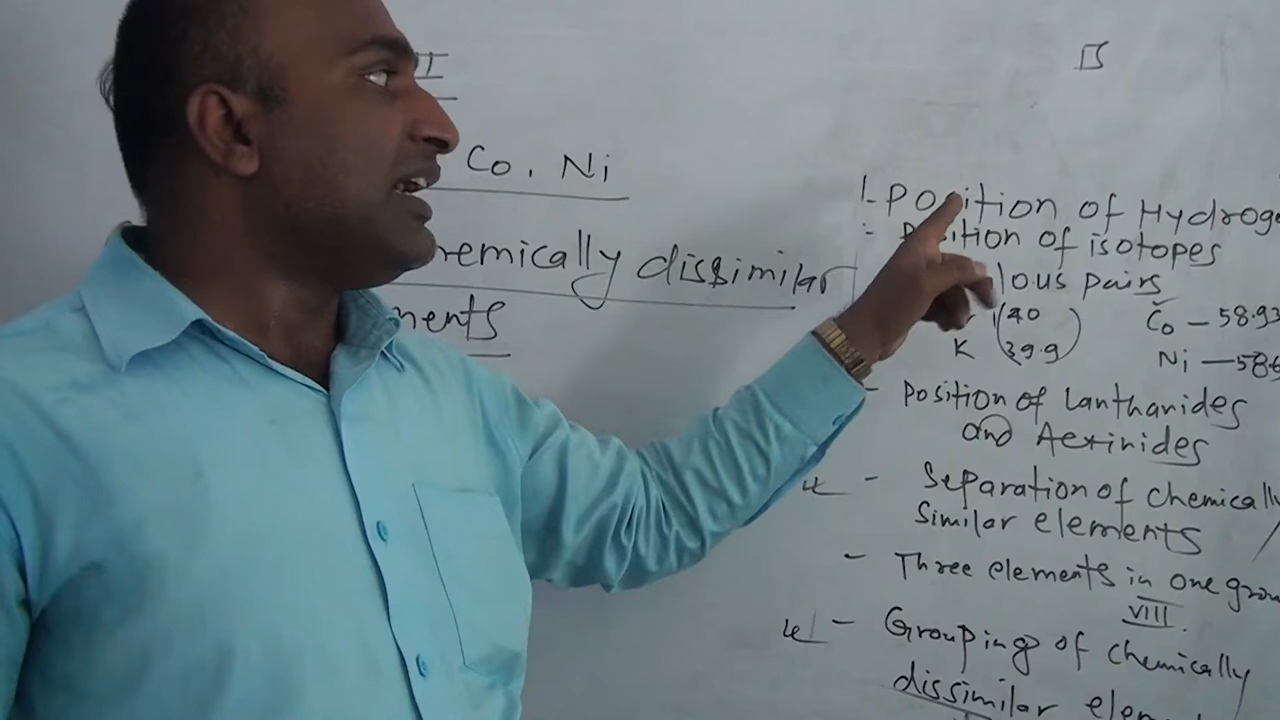 Co, Ni
hemically dissimilar
ments
1- Position of Hydroge
Position of isotopes
lous pairs
(40
K (39.9)
Co - 58.93
Ni - 58.6
- Position of Lanthanides
and Actinides
- Separation of chemically
similar elements
- Three elements in one grou
VIII.
- Grouping of chemically
dissimilar elem